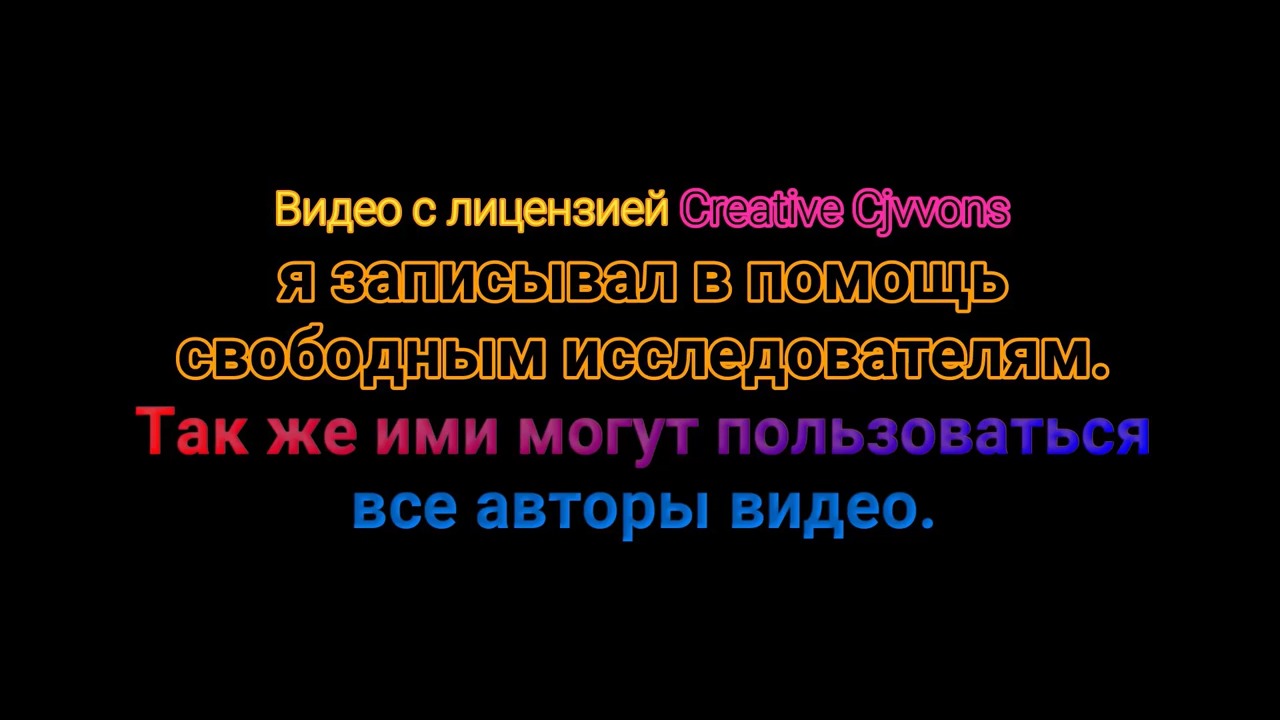 Видео с лицензией Creative Cjvvons
я записывал в помощь
свободным исследователям.
Так же ими могут пользоваться
все авторы видео.